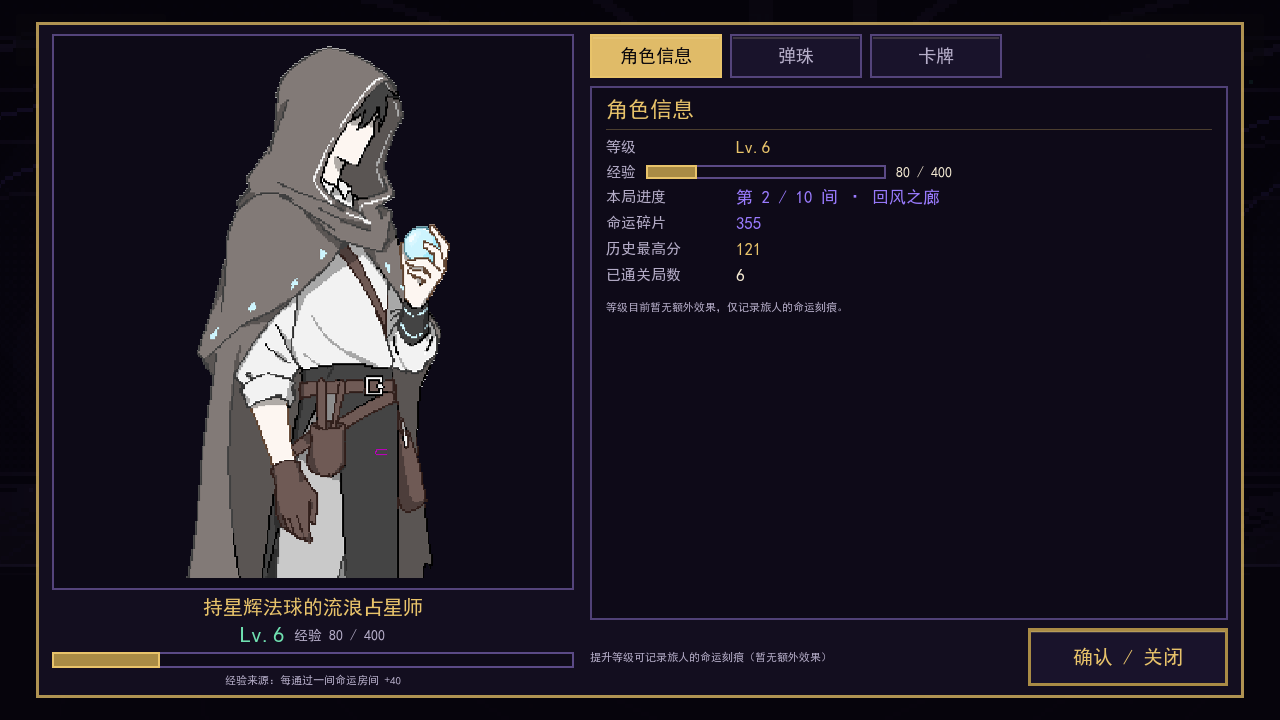 角色信息
弹珠
卡牌
角色信息
等级 Lv.6
经验 80 / 400
本局进度 第 2 / 10 间 · 回风之廊
命运碎片 355
历史最高分 121
已通关局数 6
等级目前暂无额外效果，仅记录旅人的命运刻痕。
持星辉法球的流浪占星师
Lv.6 经验 80 / 400
经验来源：每通过一间命运房间 +40
提升等级可记录旅人的命运刻痕（暂无额外效果）
确认 / 关闭